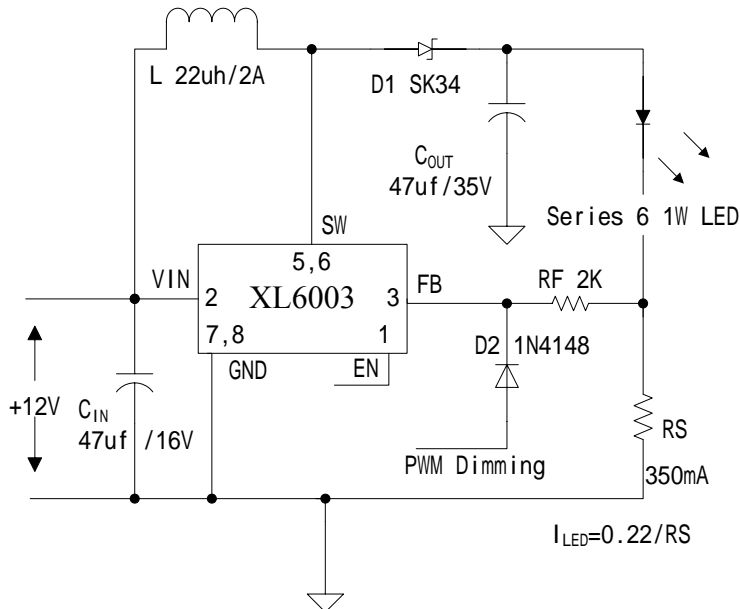 L 22uh/2A
D1 SK34
COUT
47uf/35V
Series 6 1W LED
SW
5,6
VIN
2
XL6003
3
FB
RF 2K
7,8
1
GND
EN
D2 1N4148
+12V
CIN
47uf /16V
PWM Dimming
RS
350mA
ILED=0.22/RS